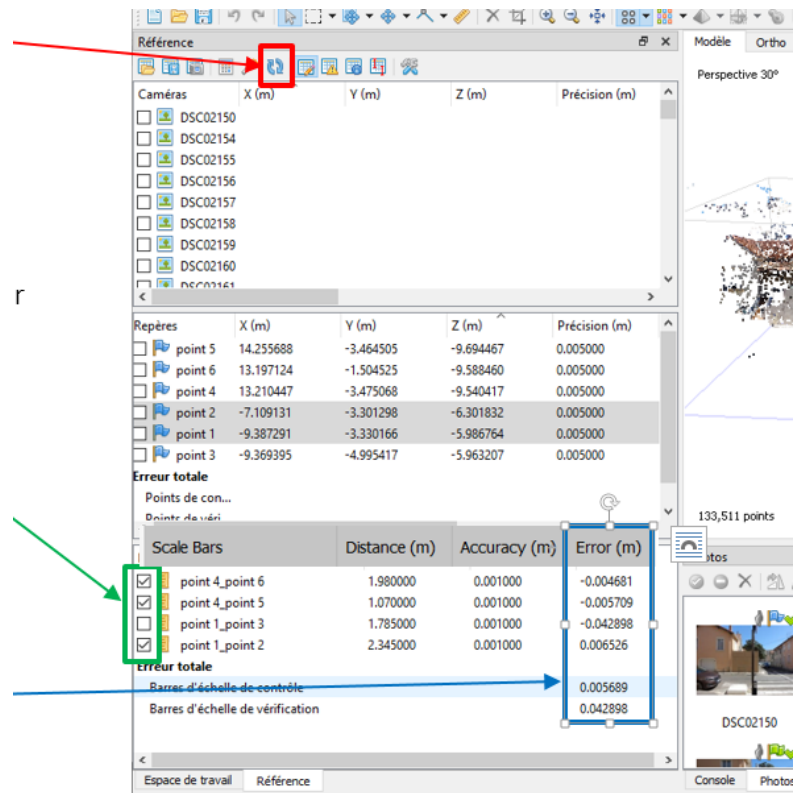 Référence
Modèle Ortho
Perspective 30°
Caméras X (m) Y (m) Z (m) Précision (m)
DSC02150
DSC02154
DSC02155
DSC02156
DSC02157
DSC02158
DSC02159
DSC02160
DSC02161
r
Repères X (m) Y (m) Z (m) Précision (m)
point 5 14.255688 -3.464505 -9.694467 0.005000
point 6 13.197124 -1.504525 -9.588460 0.005000
point 4 13.210447 -3.475068 -9.540417 0.005000
point 2 -7.109131 -3.301298 -6.301832 0.005000
point 1 -9.387291 -3.330166 -5.986764 0.005000
point 3 -9.369395 -4.995417 -5.963207 0.005000
Erreur totale
Points de con...
Points de véri
133,511 points
Scale Bars Distance (m) Accuracy (m) Error (m)
otos
point 4_point 6 1.980000 0.001000 -0.004681
point 4_point 5 1.070000 0.001000 -0.005709
point 1_point 3 1.785000 0.001000 -0.042898
point 1_point 2 2.345000 0.001000 0.006526
Erreur totale
Barres d'échelle de contrôle 0.005689
Barres d'échelle de vérification 0.042898
DSC02150
Espace de travail Référence
Console Photos